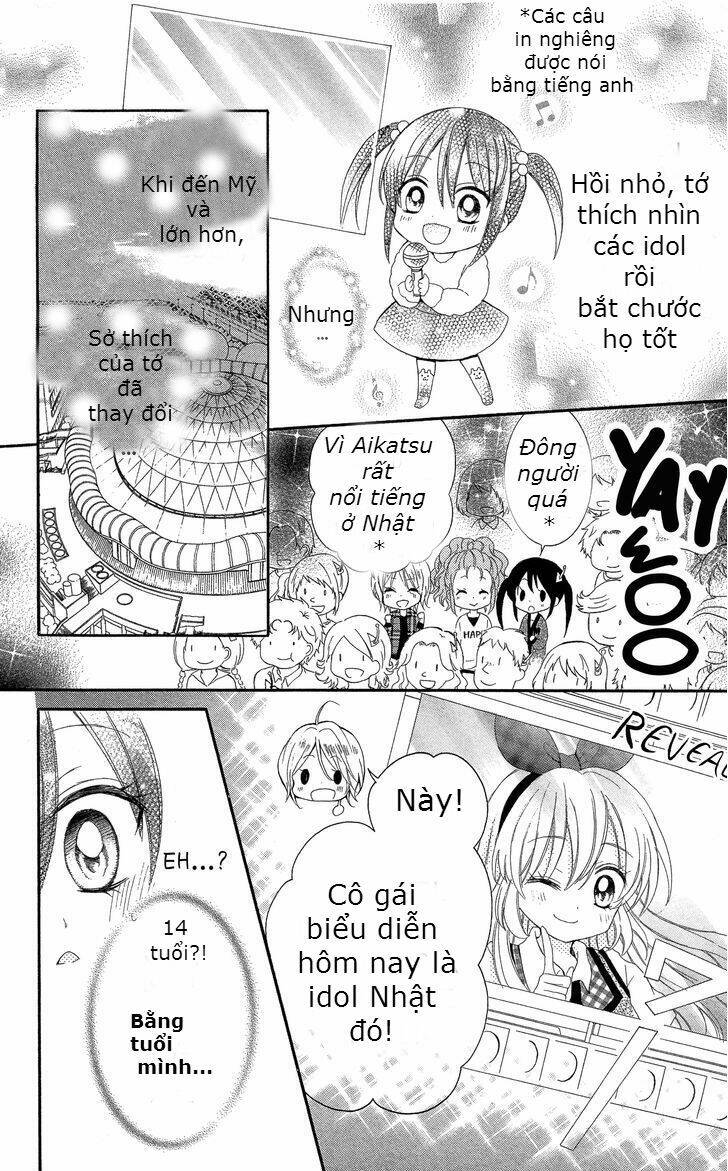 *Các câu
in nghiêng
được nói
bằng tiếng anh
Hồi nhỏ, tớ
thích nhìn
các idol
rồi
bắt chước
họ tốt
Nhưng
...
Khi đến Mỹ
và
lớn hơn,
Sở thích
của tớ
đã
thay đổi
...
YAY
Đông
người
quá
*
Vì Aikatsu
rất
nổi tiếng
ở Nhật
*
HAP
REVEAL
Này!
Cô gái
biểu diễn
hôm nay là
idol Nhật
đó!
EH...?
14
tuổi?!
Bằng
tuổi
mình...